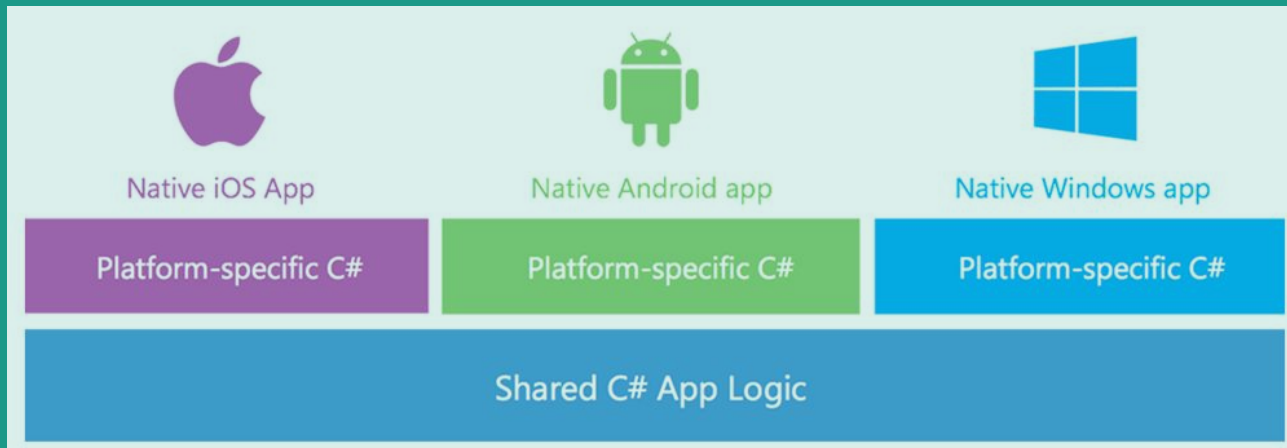 Native iOS App
Native Android app
Native Windows app
Platform-specific C#
Platform-specific C#
Platform-specific C#
Shared C# App Logic